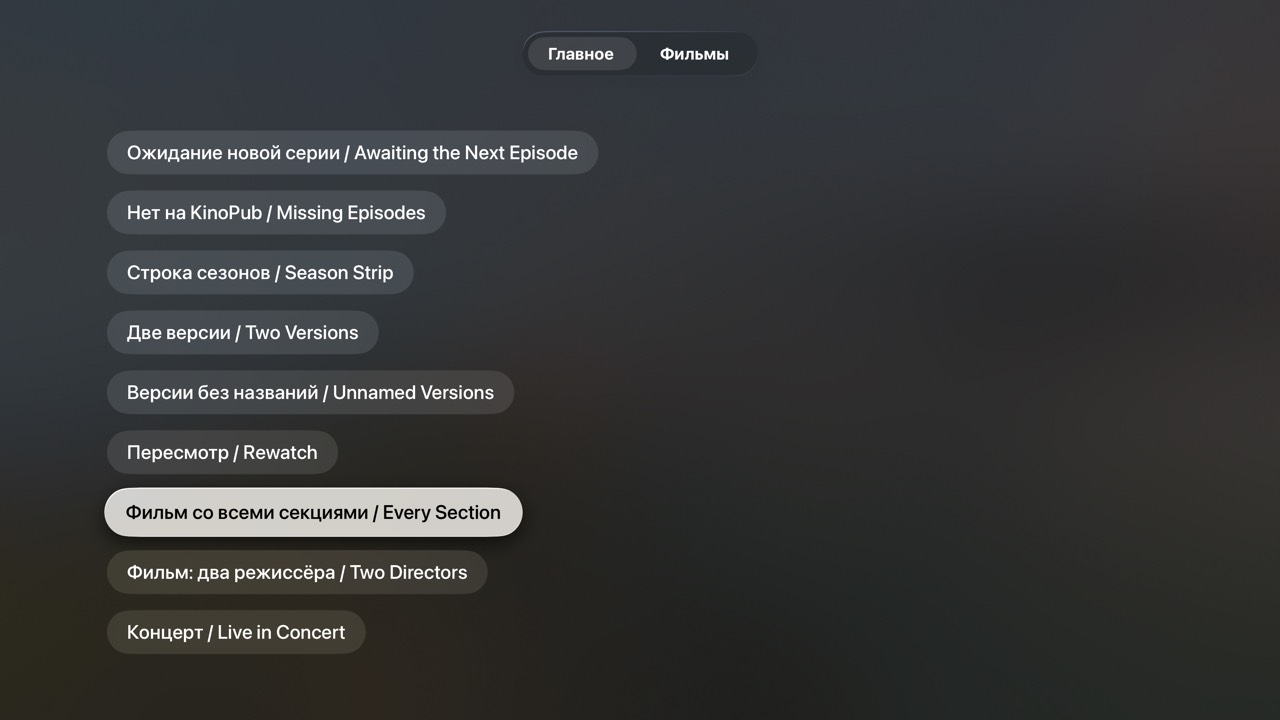 Главное Фильмы
Ожидание новой серии / Awaiting the Next Episode
Нет на KinoPub / Missing Episodes
Строка сезонов / Season Strip
Две версии / Two Versions
Версии без названий / Unnamed Versions
Пересмотр / Rewatch
Фильм со всеми секциями / Every Section
Фильм: два режиссёра / Two Directors
Концерт / Live in Concert